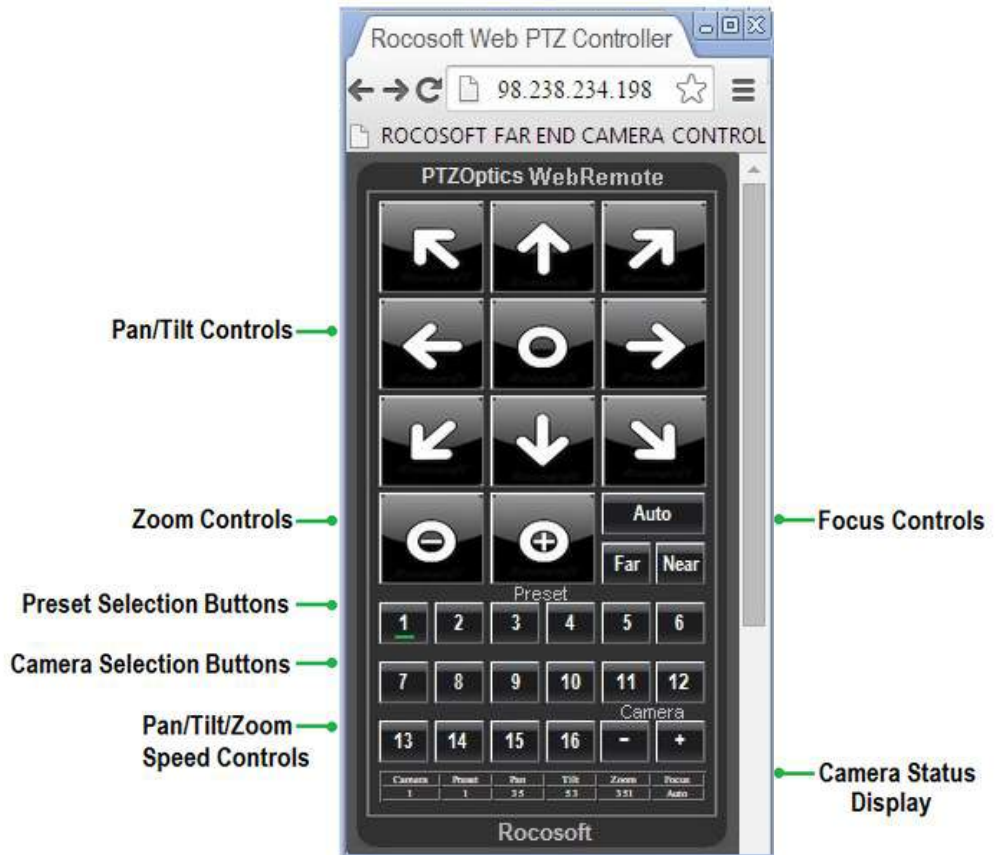 Rocosoft Web PTZ Controller
98.238.234.198
ROCOSOFT FAR END CAMERA CONTROL
PTZOptics WebRemote
Pan/Tilt Controls
Zoom Controls
Auto
Focus Controls
Far Near
Preset
Preset Selection Buttons
1 2 3 4 5 6
Camera Selection Buttons
7 8 9 10 11 12
Camera
Pan/Tilt/Zoom
Speed Controls
13 14 15 16 - +
Camera Preset Pan Tilt Zoom Focus
1 1 35 53 351 Auto
Camera Status
Display
Rocosoft